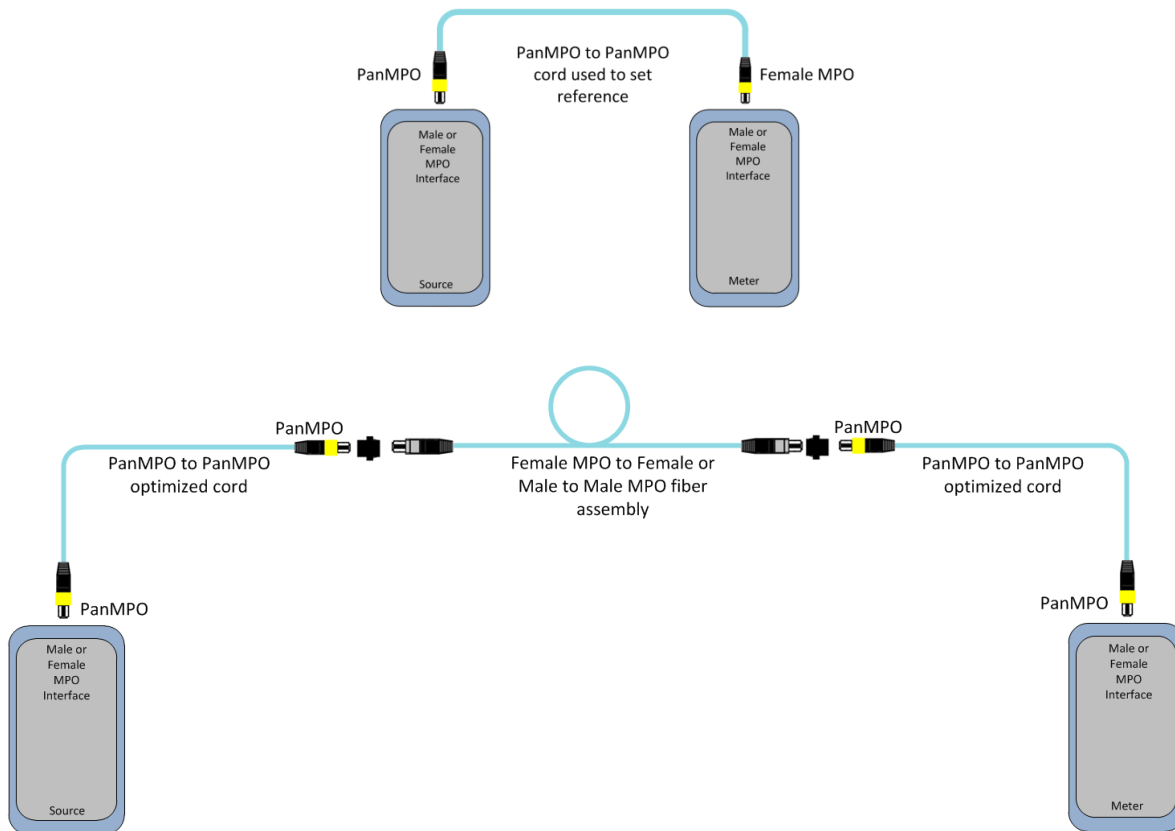 PanMPO
PanMPO to PanMPO
cord used to set
reference
Female MPO
Male or
Female
MPO
Interface
Source
Male or
Female
MPO
Interface
Meter
PanMPO
PanMPO to PanMPO
optimized cord
Female MPO to Female or
Male to Male MPO fiber
assembly
PanMPO
PanMPO to PanMPO
optimized cord
PanMPO
Male or
Female
MPO
Interface
Source
PanMPO
Male or
Female
MPO
Interface
Meter